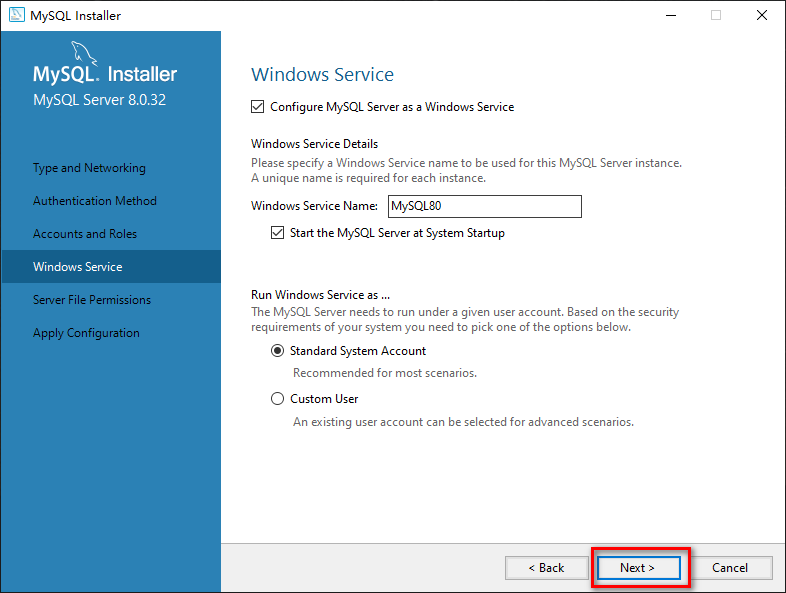 MySQL Installer
MySQL. Installer
MySQL Server 8.0.32
Type and Networking
Authentication Method
Accounts and Roles
Windows Service
Server File Permissions
Apply Configuration
Windows Service
Configure MySQL Server as a Windows Service
Windows Service Details
Please specify a Windows Service name to be used for this MySQL Server instance.
A unique name is required for each instance.
Windows Service Name: MySQL80
Start the MySQL Server at System Startup
Run Windows Service as ...
The MySQL Server needs to run under a given user account. Based on the security
requirements of your system you need to pick one of the options below.
Standard System Account
Recommended for most scenarios.
Custom User
An existing user account can be selected for advanced scenarios.
< Back Next > Cancel